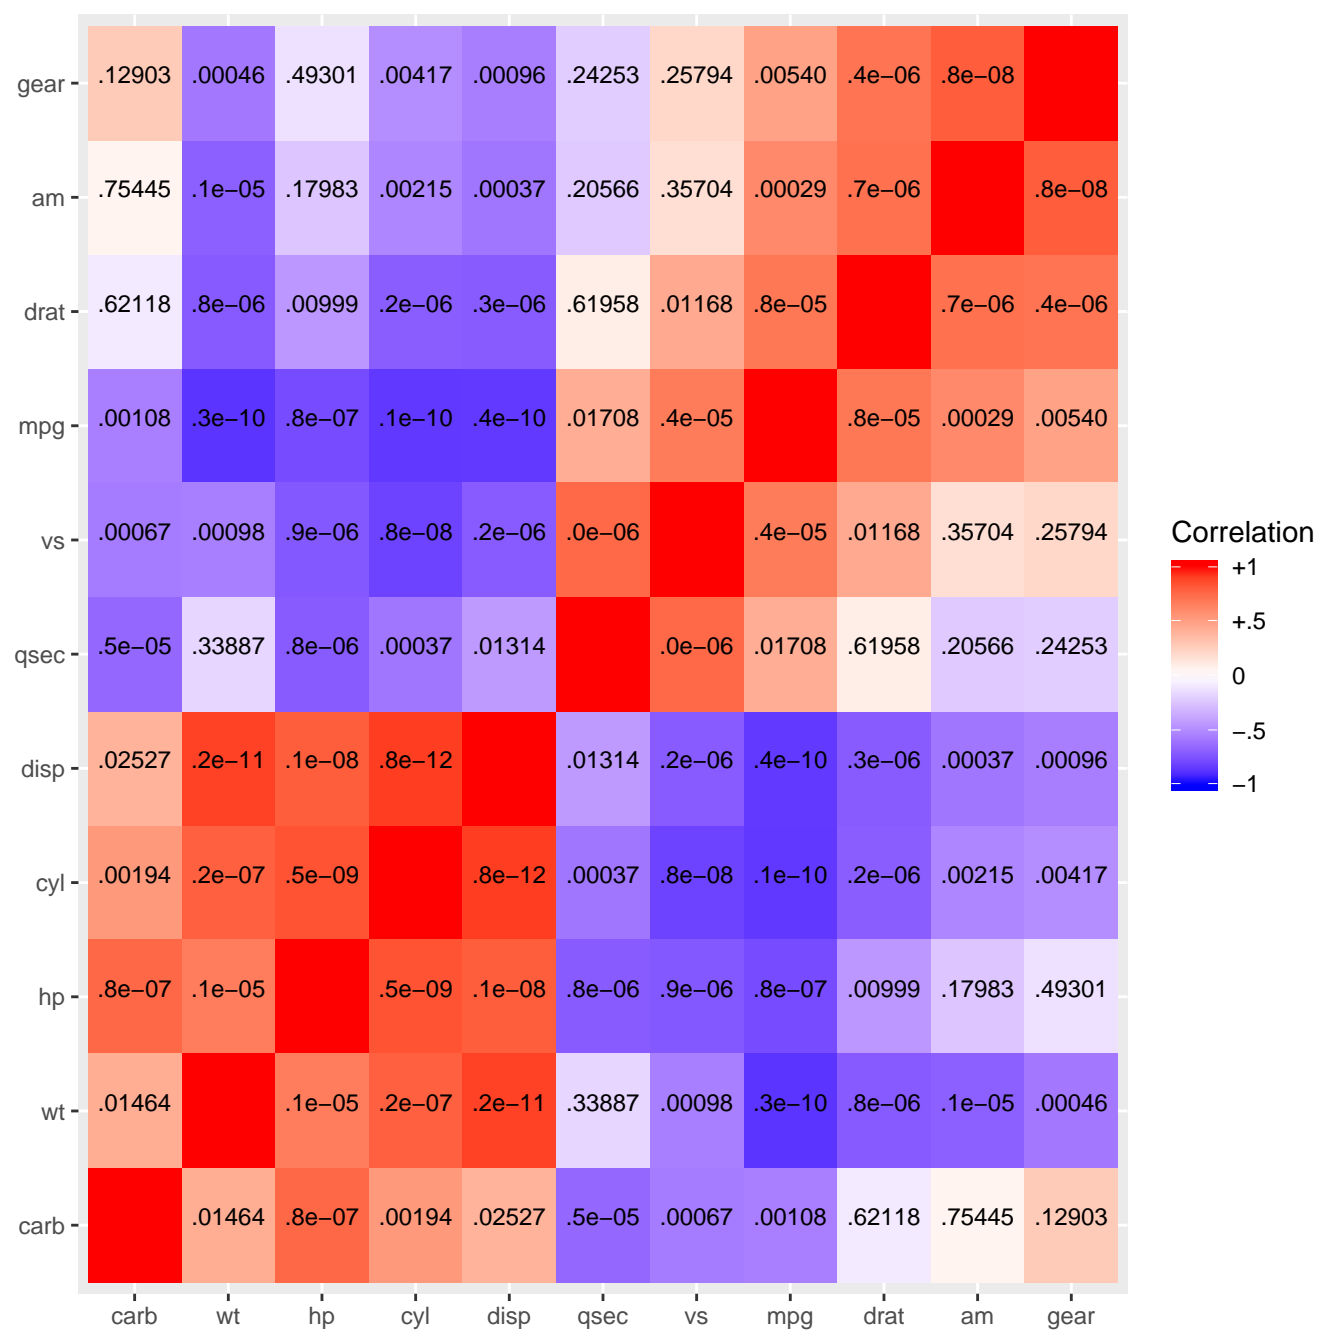 gear .12903 .00046 .49301 .00417 .00096 .24253 .25794 .00540 .4e−06 .8e−08
am .75445 .1e−05 .17983 .00215 .00037 .20566 .35704 .00029 .7e−06 .8e−08
drat .62118 .8e−06 .00999 .2e−06 .3e−06 .61958 .01168 .8e−05 .7e−06 .4e−06
mpg .00108 .3e−10 .8e−07 .1e−10 .4e−10 .01708 .4e−05 .8e−05 .00029 .00540
vs .00067 .00098 .9e−06 .8e−08 .2e−06 .0e−06 .4e−05 .01168 .35704 .25794
qsec .5e−05 .33887 .8e−06 .00037 .01314 .0e−06 .01708 .61958 .20566 .24253
disp .02527 .2e−11 .1e−08 .8e−12 .01314 .2e−06 .4e−10 .3e−06 .00037 .00096
cyl .00194 .2e−07 .5e−09 .8e−12 .00037 .8e−08 .1e−10 .2e−06 .00215 .00417
hp .8e−07 .1e−05 .5e−09 .1e−08 .8e−06 .9e−06 .8e−07 .00999 .17983 .49301
wt .01464 .1e−05 .2e−07 .2e−11 .33887 .00098 .3e−10 .8e−06 .1e−05 .00046
carb .01464 .8e−07 .00194 .02527 .5e−05 .00067 .00108 .62118 .75445 .12903
carb wt hp cyl disp qsec vs mpg drat am gear
Correlation
+1
+.5
0
−.5
−1